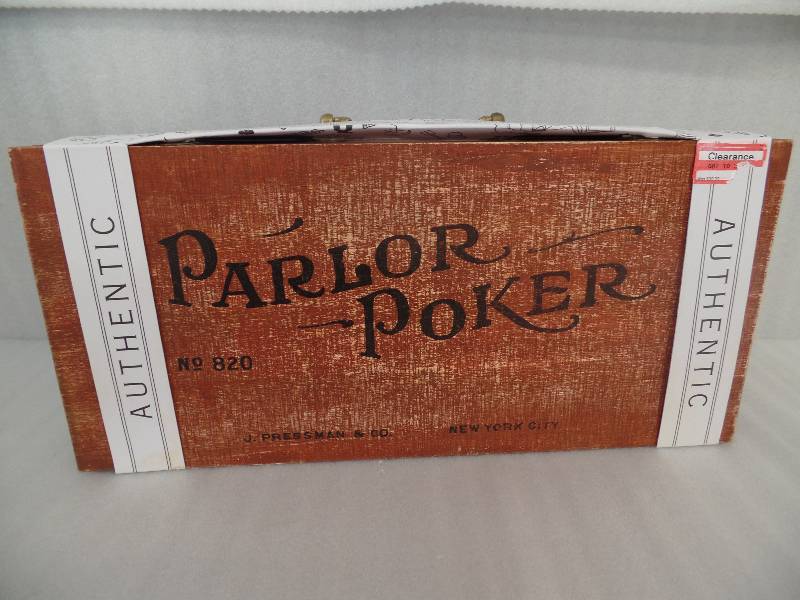 AUTHENTIC
PARLOR
POKER
Nº 820
J. PRESSMAN & CO.
NEW YORK CITY
Clearance
AUTHENTIC